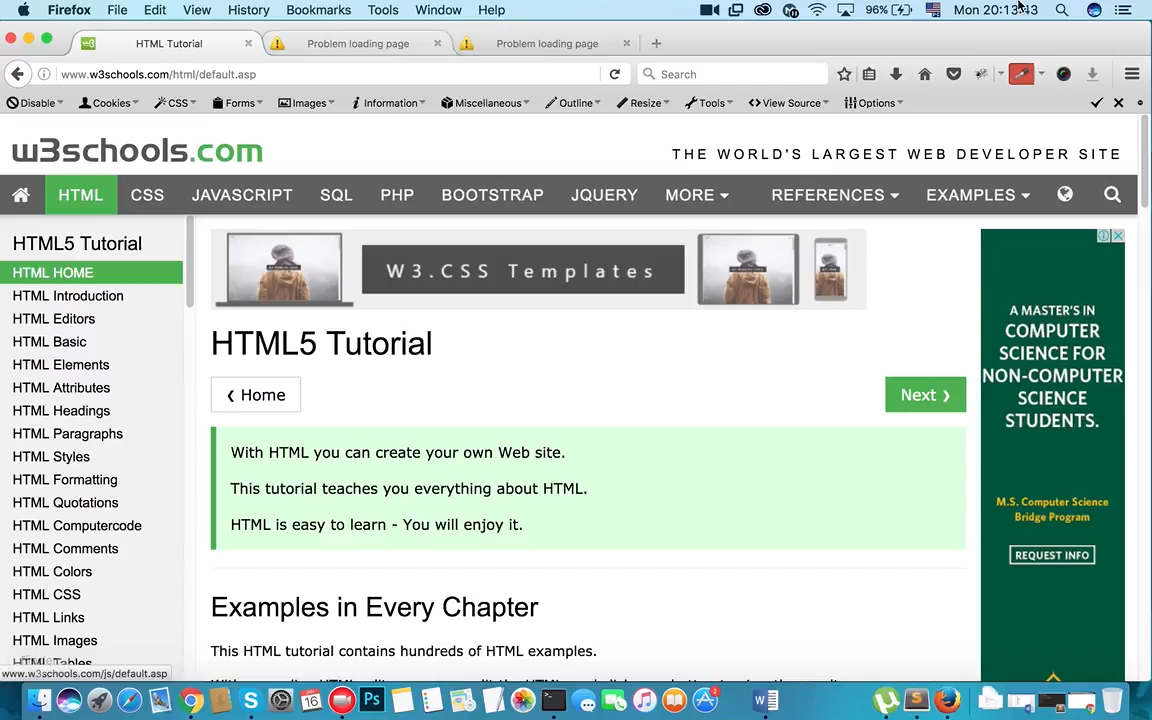 Firefox File Edit View History Bookmarks Tools Window Help 96% Mon 20:13:43
HTML Tutorial Problem loading page Problem loading page
www.w3schools.com/html/default.asp Search
Disable Cookies CSS Forms Images Information Miscellaneous Outline Resize Tools View Source Options
w3schools.com
THE WORLD'S LARGEST WEB DEVELOPER SITE
HTML CSS JAVASCRIPT SQL PHP BOOTSTRAP JQUERY MORE REFERENCES EXAMPLES
HTML5 Tutorial
HTML HOME
HTML Introduction
HTML Editors
HTML Basic
HTML Elements
HTML Attributes
HTML Headings
HTML Paragraphs
HTML Styles
HTML Formatting
HTML Quotations
HTML Computercode
HTML Comments
HTML Colors
HTML CSS
HTML Links
HTML Images
HTML Tables
www.w3schools.com/js/default.asp
W3.CSS Templates
HTML5 Tutorial
❮ Home
Next ❯
With HTML you can create your own Web site.
This tutorial teaches you everything about HTML.
HTML is easy to learn - You will enjoy it.
Examples in Every Chapter
This HTML tutorial contains hundreds of HTML examples.
A MASTER'S IN
COMPUTER
SCIENCE FOR
NON-COMPUTER
SCIENCE
STUDENTS.
M.S. Computer Science
Bridge Program
REQUEST INFO
16
Ps
2